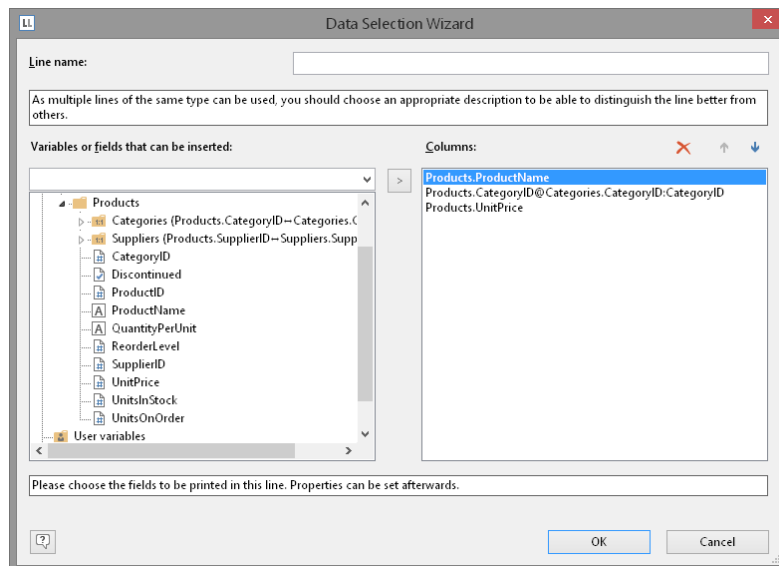 LL
Data Selection Wizard
Line name:
As multiple lines of the same type can be used, you should choose an appropriate description to be able to distinguish the line better from
others.
Variables or fields that can be inserted:
Columns:
>
Products
Categories (Products.CategoryID↔Categories.C
Suppliers (Products.SupplierID↔Suppliers.Supp
CategoryID
Discontinued
ProductID
ProductName
QuantityPerUnit
ReorderLevel
SupplierID
UnitPrice
UnitsInStock
UnitsOnOrder
User variables
Products.ProductName
Products.CategoryID@Categories.CategoryID:CategoryID
Products.UnitPrice
Please choose the fields to be printed in this line. Properties can be set afterwards.
OK
Cancel